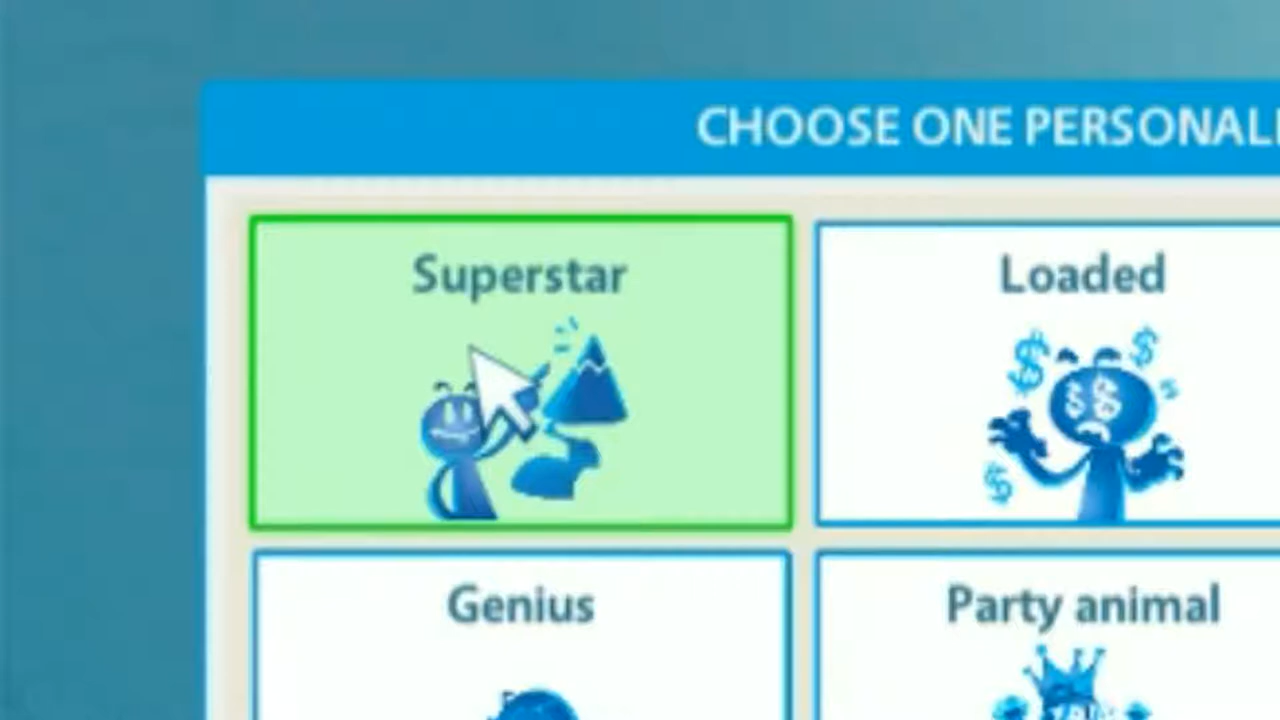 CHOOSE ONE PERSONALI
Superstar
Loaded
$ $
$ $
$
Genius
Party animal